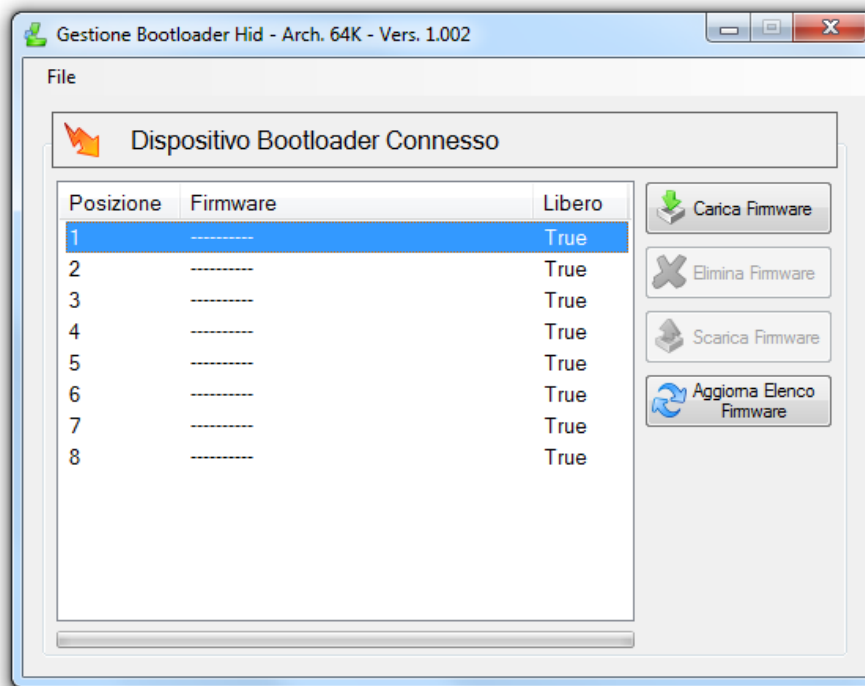 Gestione Bootloader Hid - Arch. 64K - Vers. 1.002
File
Dispositivo Bootloader Connesso
Posizione Firmware Libero
1 ---------- True
2 ---------- True
3 ---------- True
4 ---------- True
5 ---------- True
6 ---------- True
7 ---------- True
8 ---------- True
Carica Firmware
Elimina Firmware
Scarica Firmware
Aggiorna Elenco
Firmware